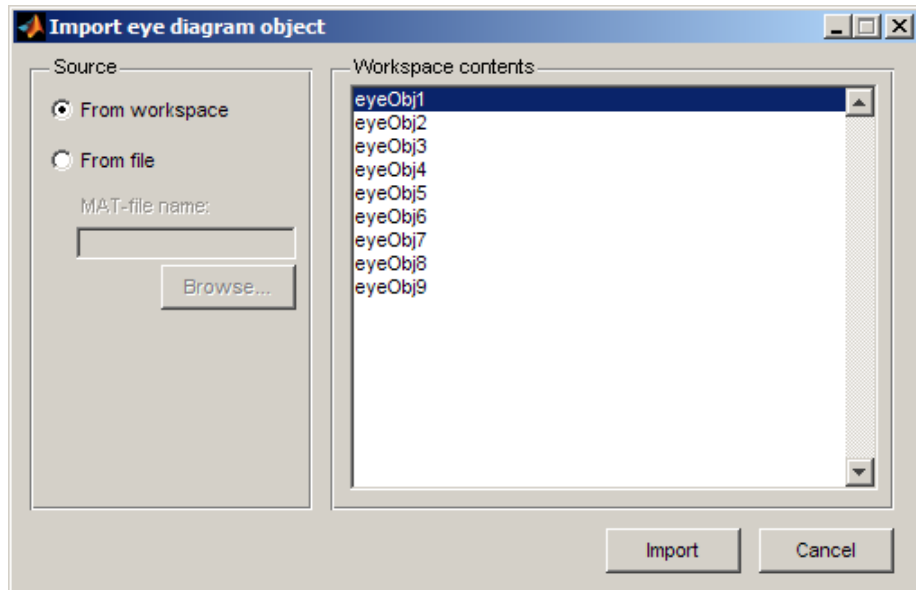 Import eye diagram object
Source
From workspace
From file
MAT-file name:
Browse...
Workspace contents
eyeObj1
eyeObj2
eyeObj3
eyeObj4
eyeObj5
eyeObj6
eyeObj7
eyeObj8
eyeObj9
Import
Cancel